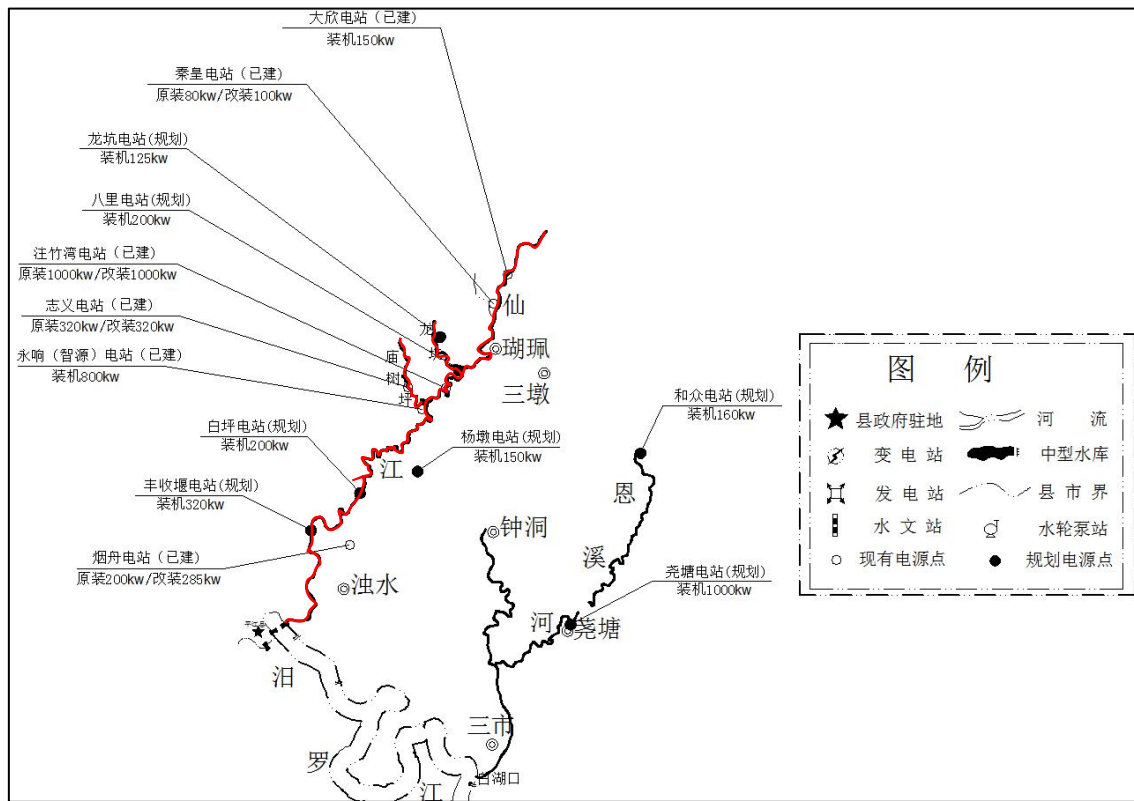 大欣电站（已建）
装机150kw
秦皇电站（已建）
原装80kw/改装100kw
龙坑电站(规划)
装机125kw
八里电站(规划)
装机200kw
注竹湾电站（已建）
原装1000kw/改装1000kw
志义电站（已建）
原装320kw/改装320kw
永响（智源）电站（已建）
装机800kw
白坪电站(规划)
装机200kw
丰收堰电站(规划)
装机320kw
烟舟电站（已建）
原装200kw/改装285kw
杨墩电站(规划)
装机150kw
和众电站(规划)
装机160kw
尧塘电站(规划)
装机1000kw
仙
江
龙
坑
庙
树
坪
瑚珮
三墩
钟洞
浊水
恩
溪
河
尧塘
三市
白湖口
汨
罗
江
图 例
县政府驻地
河 流
变 电 站
中型水库
发 电 站
县 市 界
水 文 站
水轮泵站
现有电源点
规划电源点